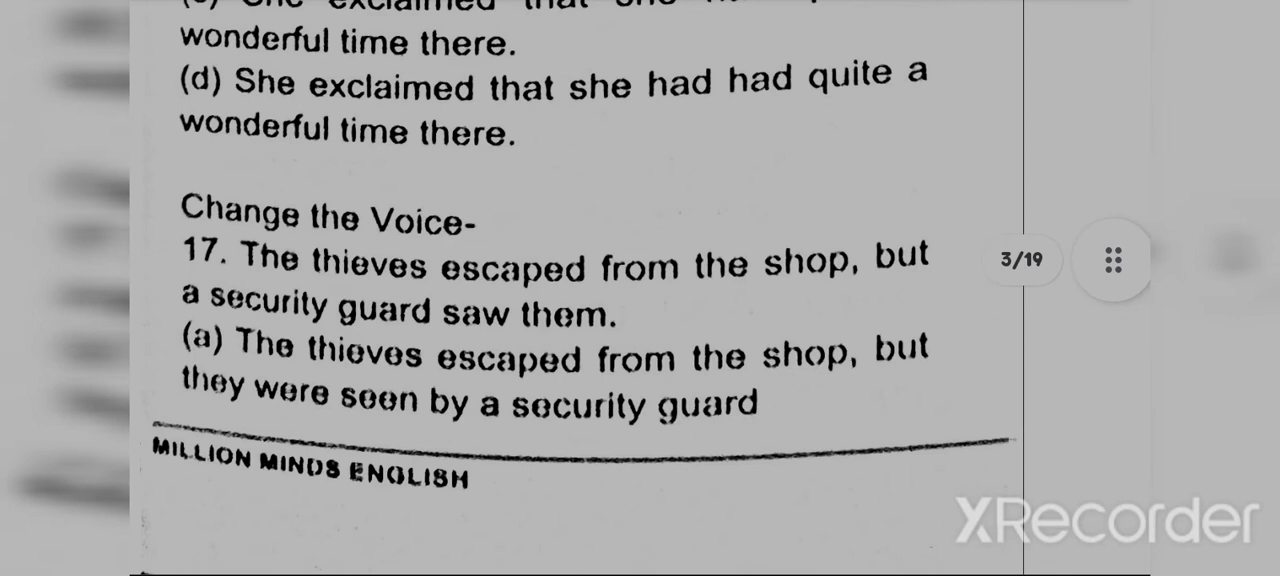 wonderful time there.
(d) She exclaimed that she had had quite a
wonderful time there.
Change the Voice-
17. The thieves escaped from the shop, but
a security guard saw them.
(a) The thieves escaped from the shop, but
they were seen by a security guard
MILLION MINDS ENGLISH
3/19
XRecorder